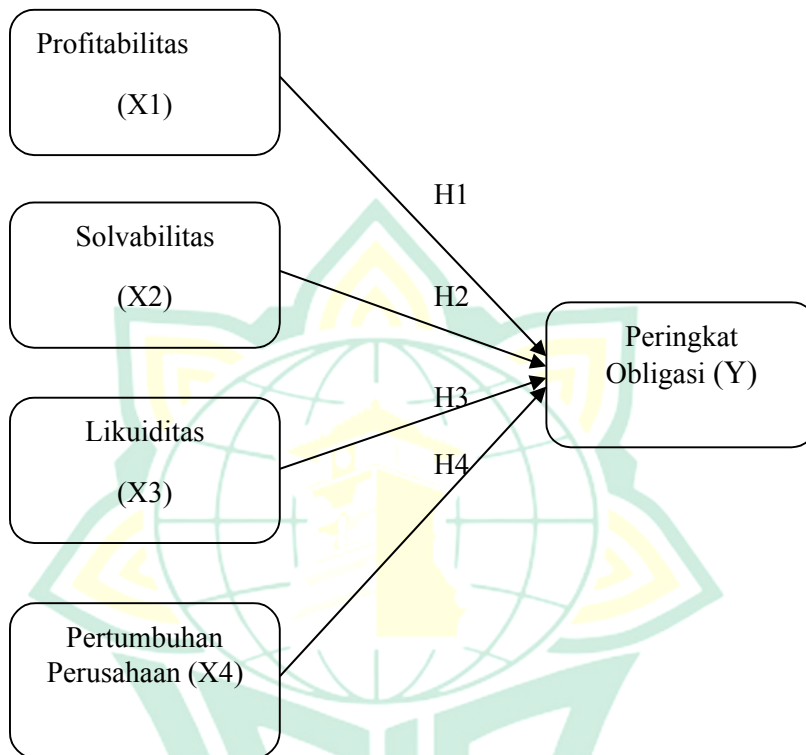 Profitabilitas
(X1)
H1
Solvabilitas
(X2)
H2
Peringkat
Obligasi (Y)
Likuiditas
(X3)
H3
H4
Pertumbuhan
Perusahaan (X4)